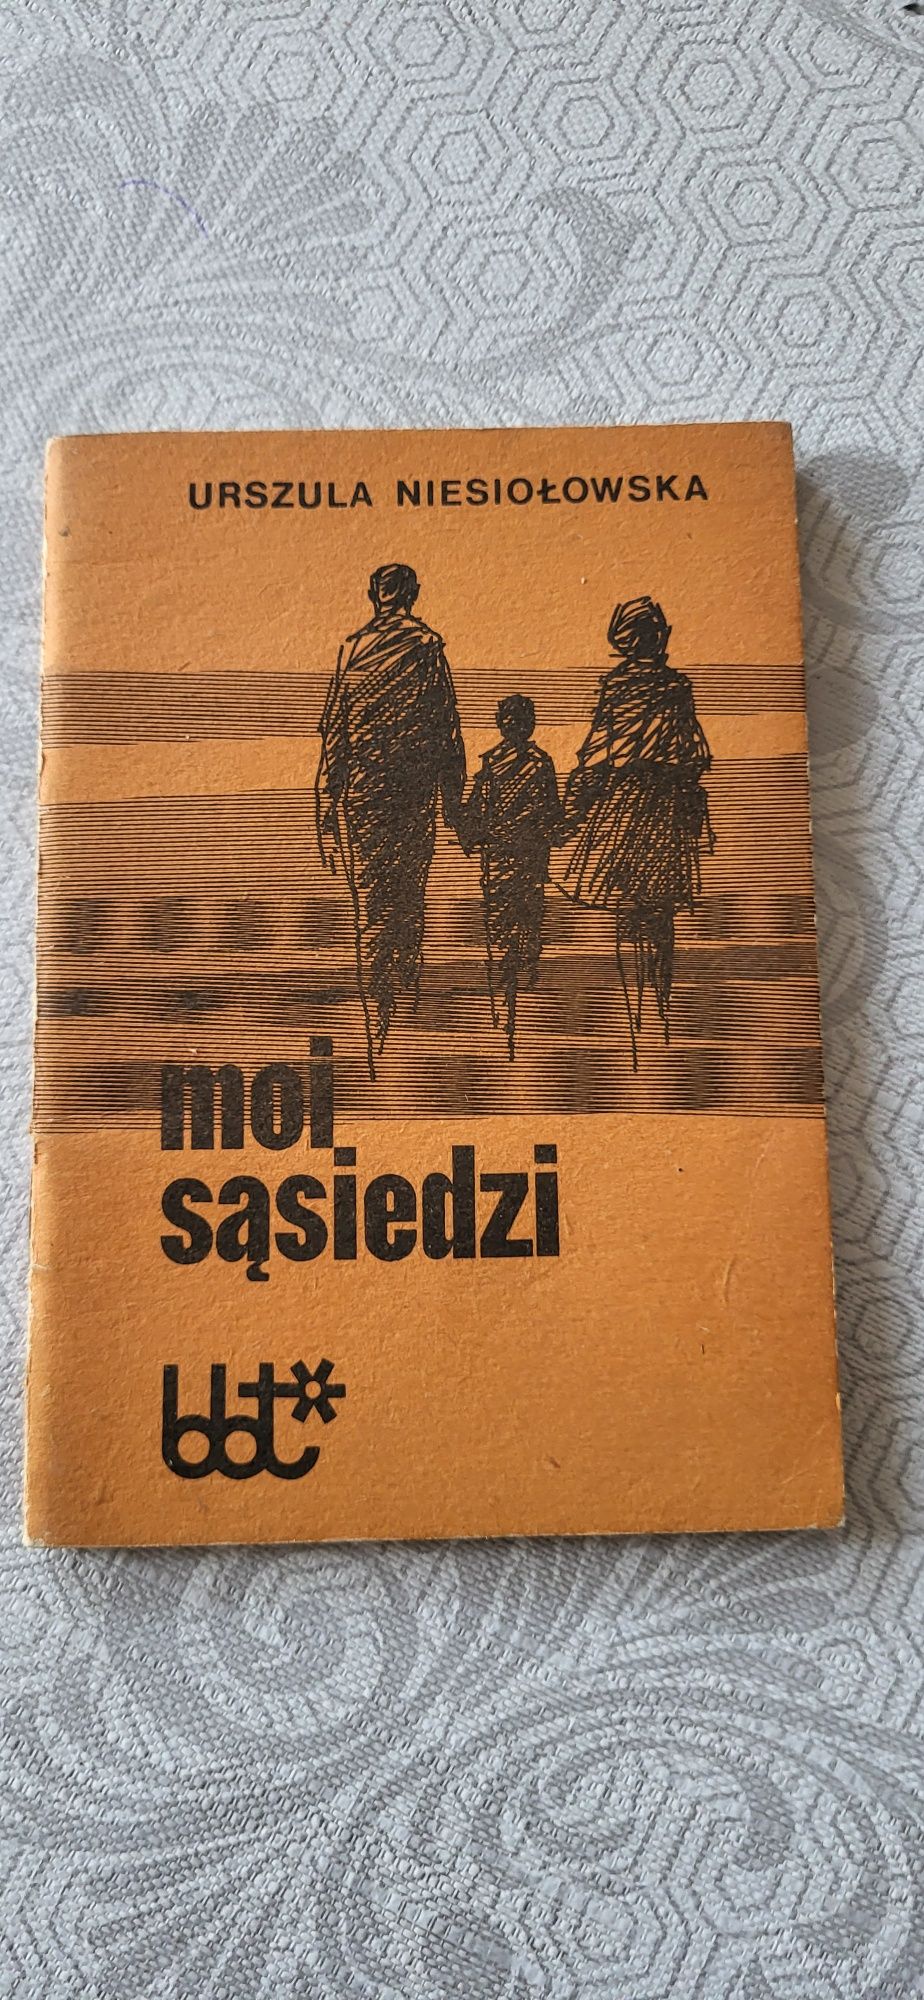 URSZULA NIESIOŁOWSKA
moi
sąsiedzi
bbt*